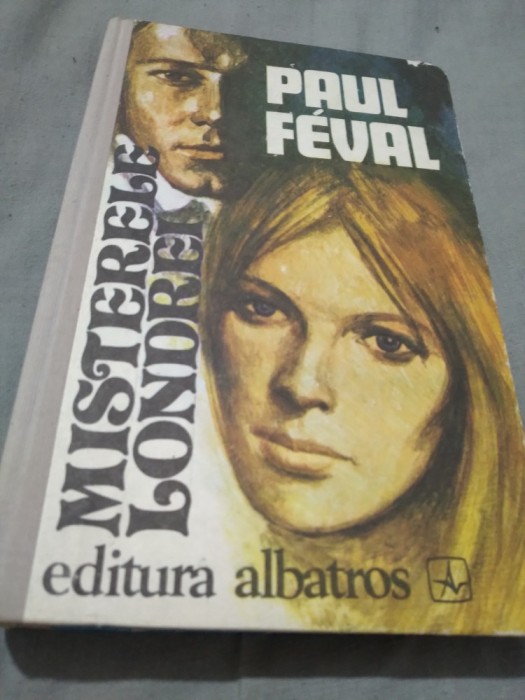 PAUL
FÉVAL
MISTERELE
LONDREI
editura albatros